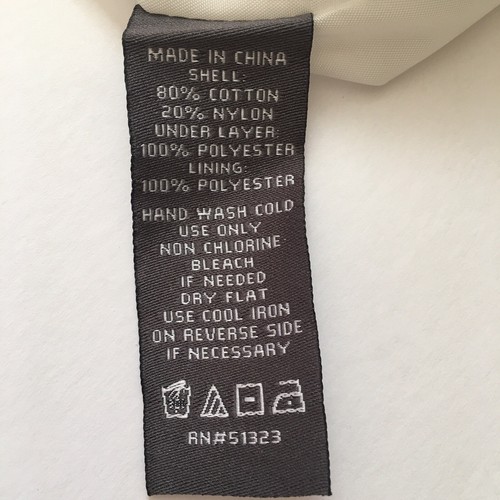 MADE IN CHINA
SHELL:
80% COTTON
20% NYLON
UNDER LAYER:
100% POLYESTER
LINING:
100% POLYESTER
HAND WASH COLD
USE ONLY
NON CHLORINE
BLEACH
IF NEEDED
DRY FLAT
USE COOL IRON
ON REVERSE SIDE
IF NECESSARY
RN#51323